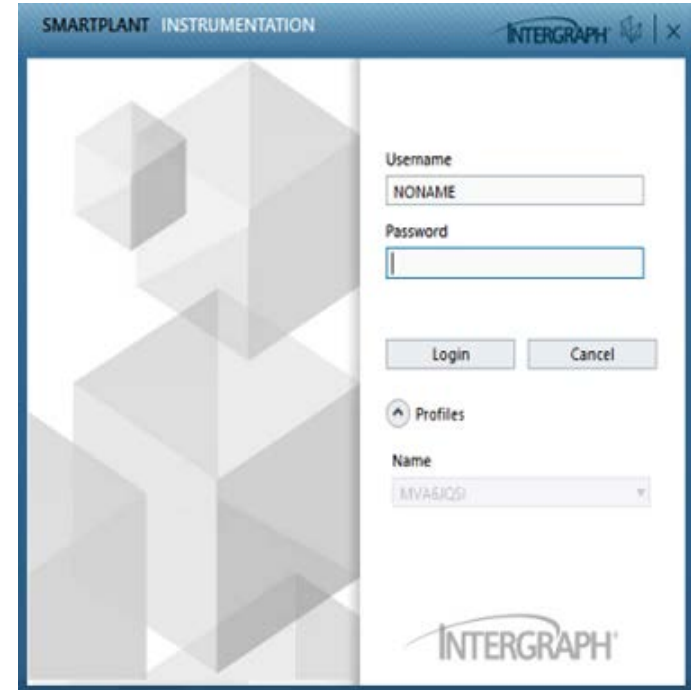 SMARTPLANT INSTRUMENTATION INTERGRAPH
Username
NONAME
Password
Login Cancel
Profiles
Name
INTERGRAPH